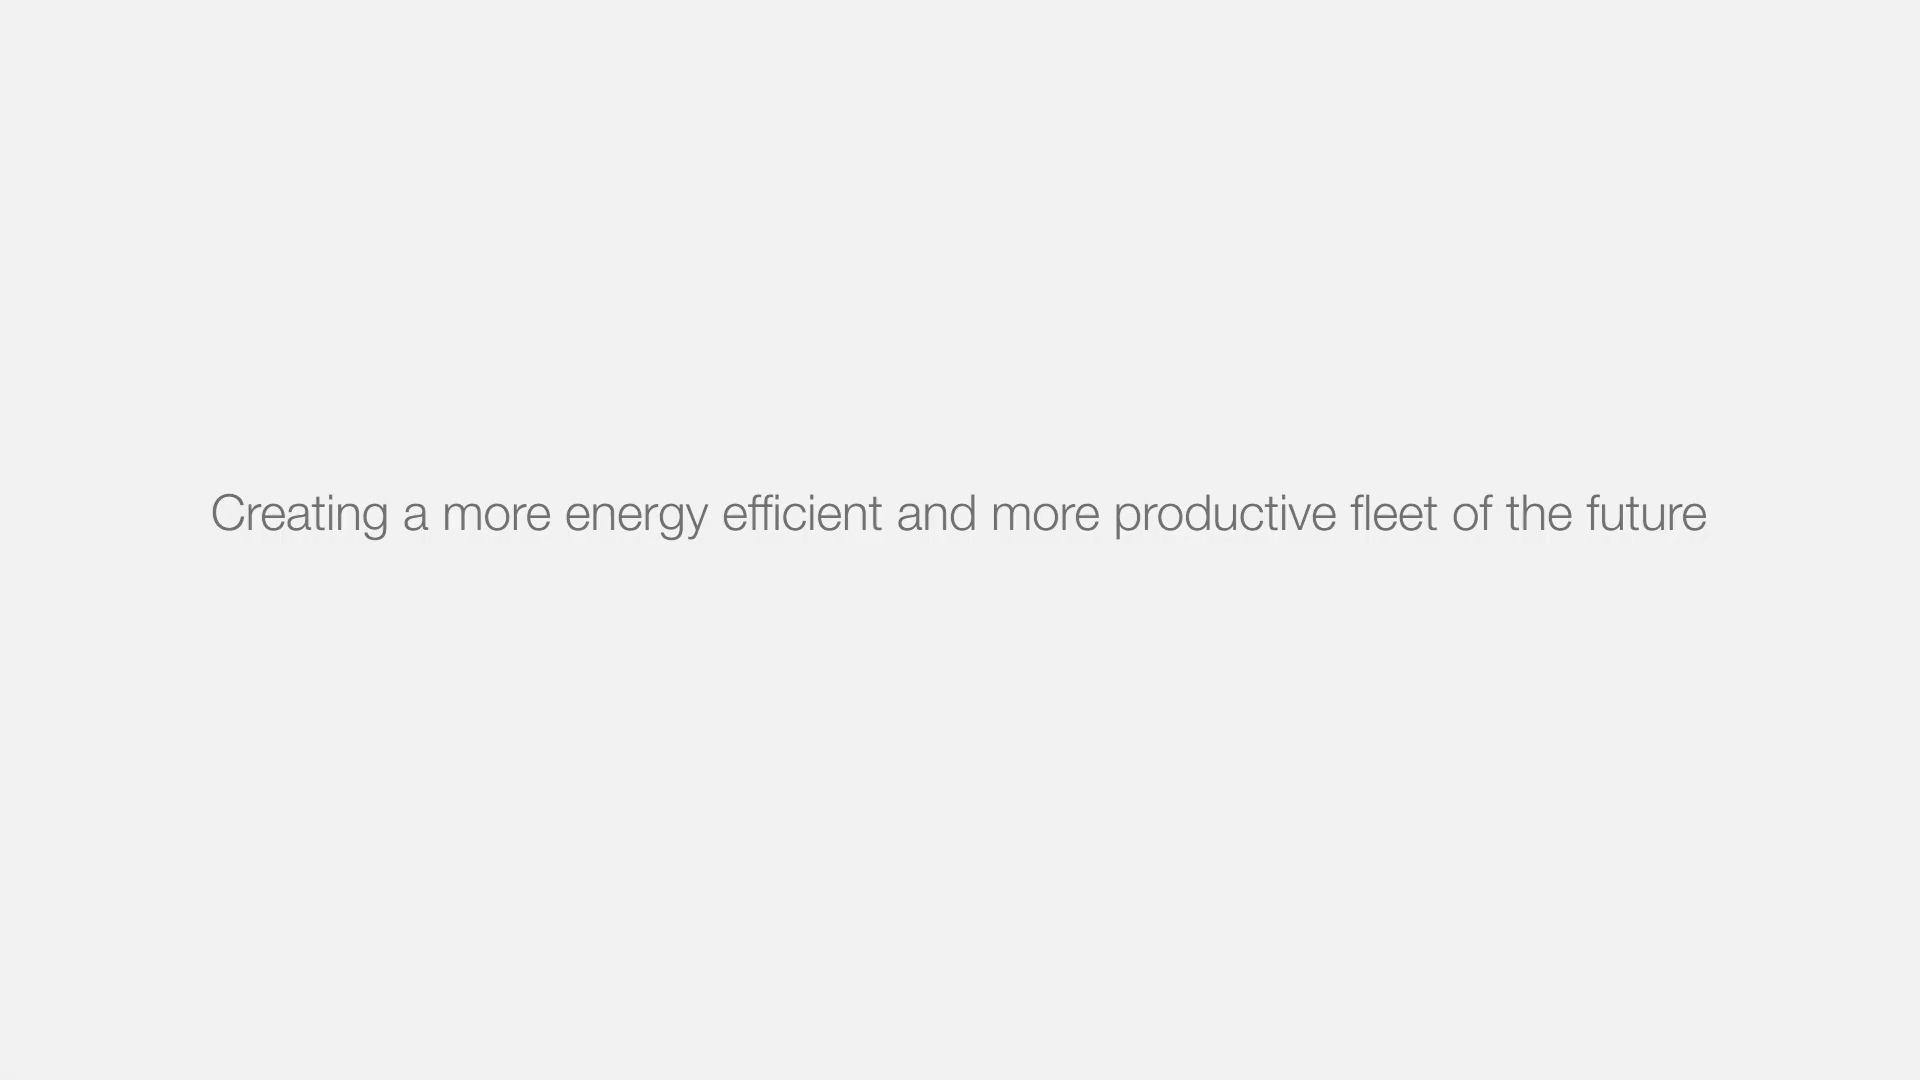 Creating a more energy efficient and more productive fleet of the future